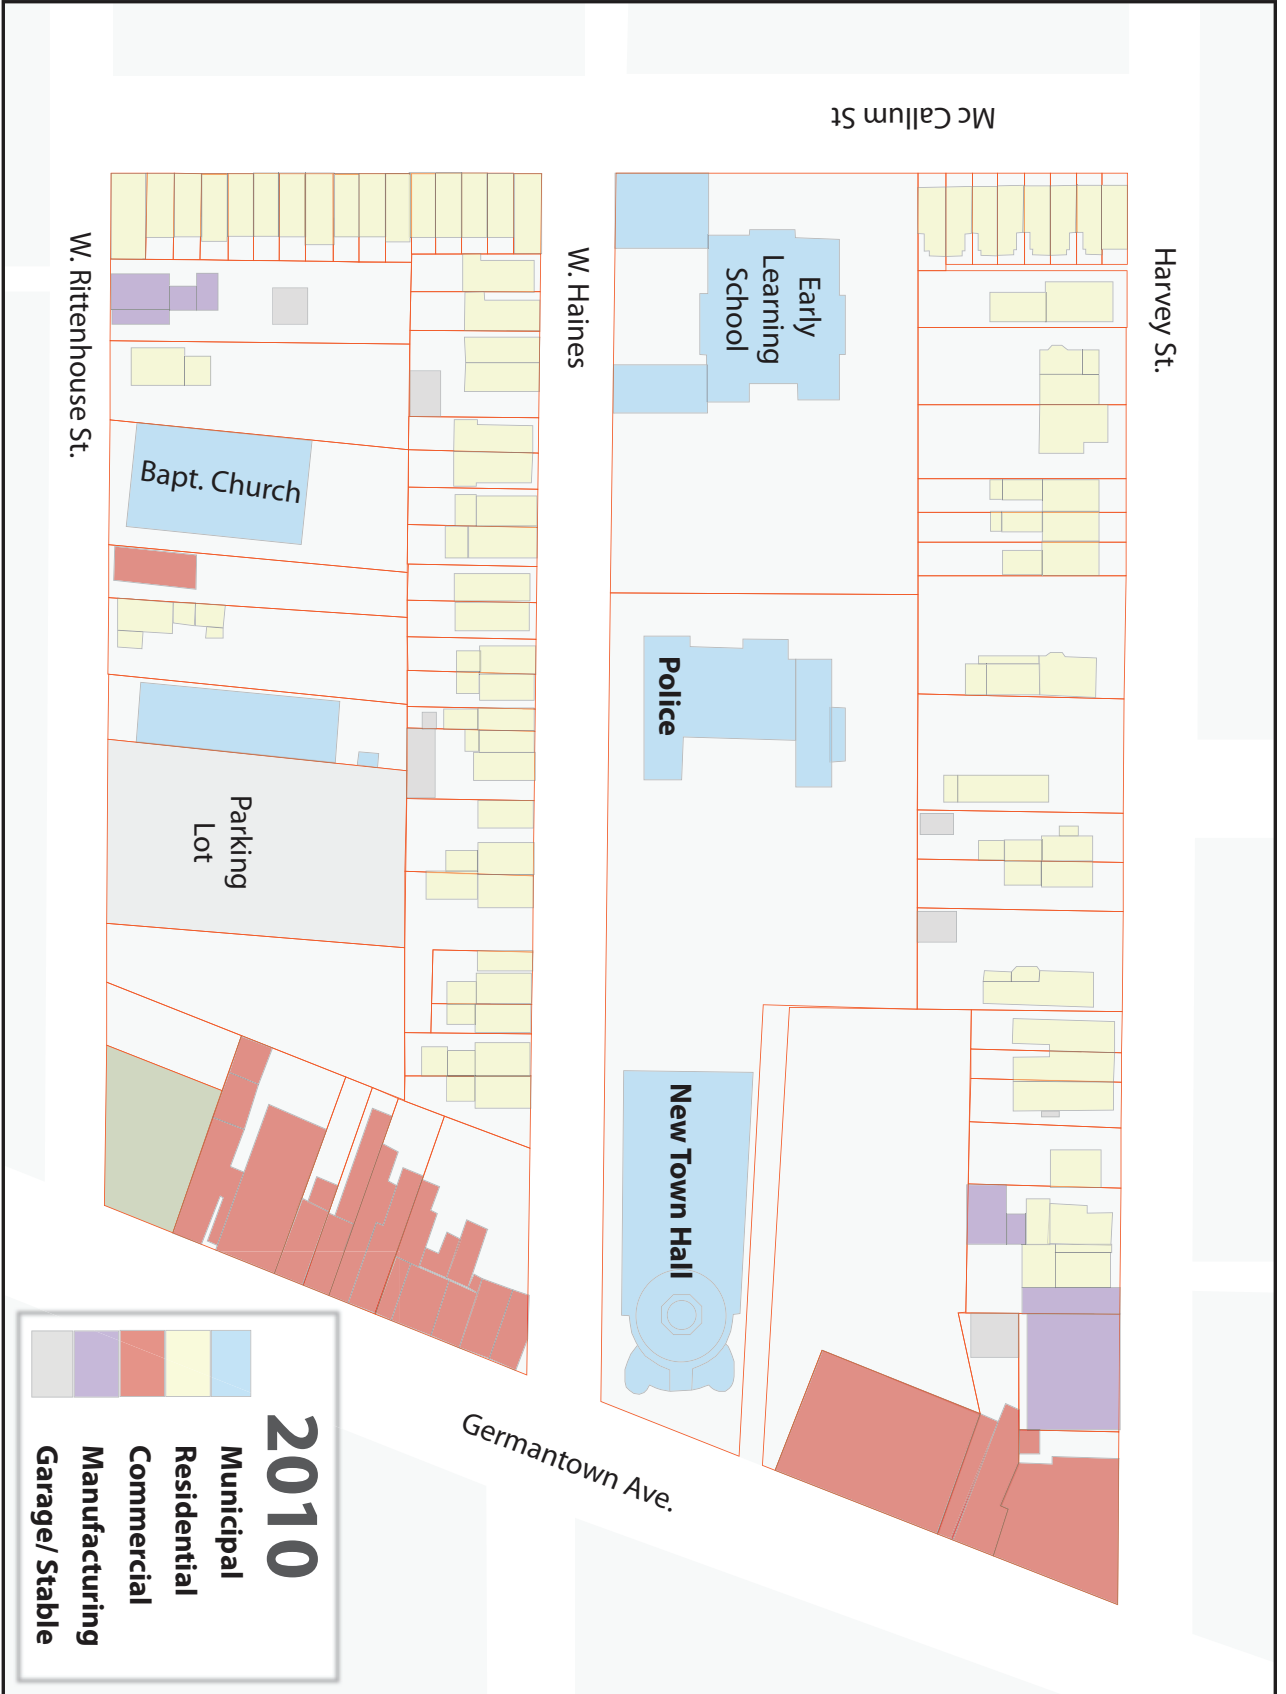 Mc Callum St
Harvey St.
W. Haines
W. Rittenhouse St.
Early
Learning
School
Bapt. Church
Police
Parking
Lot
New Town Hall
Germantown Ave.
2010
Municipal
Residential
Commercial
Manufacturing
Garage/ Stable